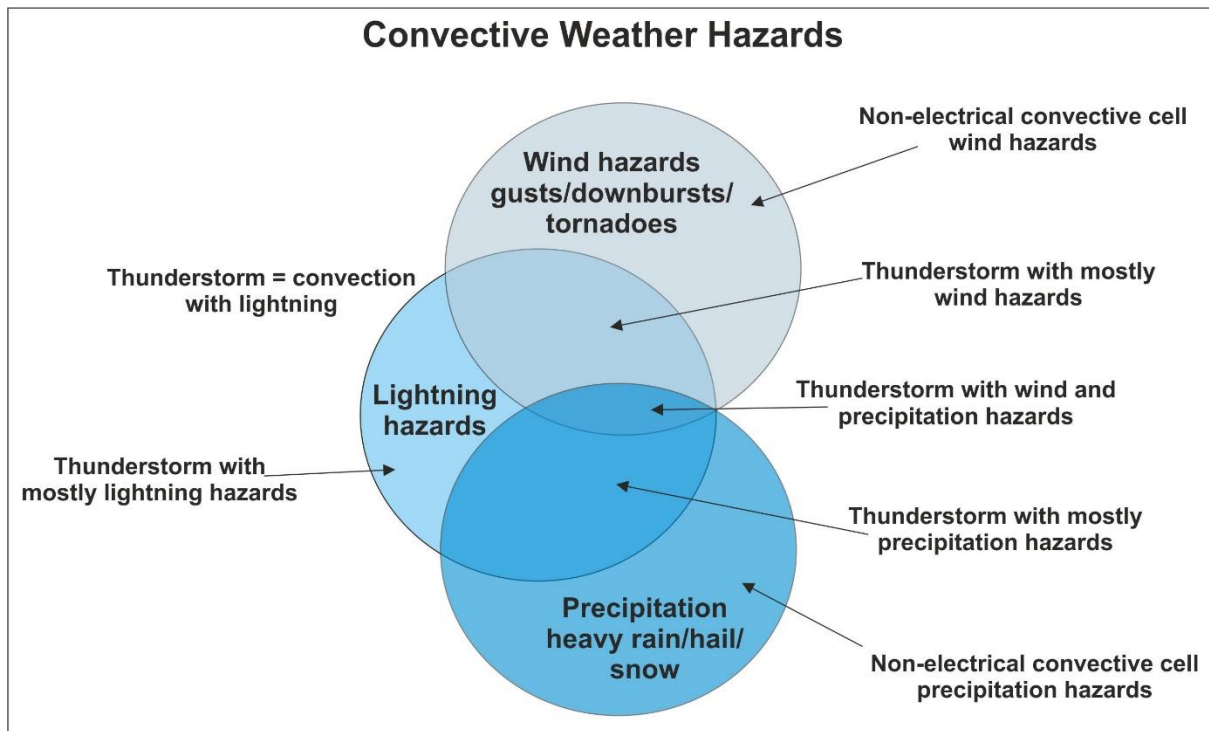 Convective Weather Hazards
Non-electrical convective cell
wind hazards
Wind hazards
gusts/downbursts/
tornadoes
Thunderstorm = convection
with lightning
Thunderstorm with mostly
wind hazards
Lightning
hazards
Thunderstorm with wind and
precipitation hazards
Thunderstorm with
mostly lightning hazards
Thunderstorm with mostly
precipitation hazards
Precipitation
heavy rain/hail/
snow
Non-electrical convective cell
precipitation hazards